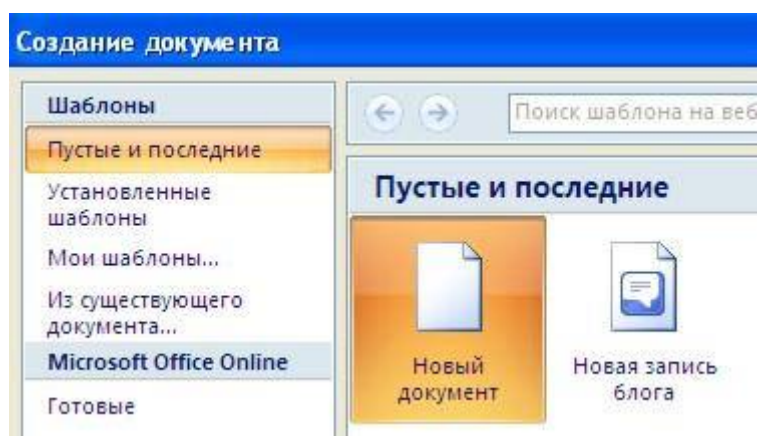 Создание документа
Шаблоны
Пустые и последние
Установленные
шаблоны
Мои шаблоны...
Из существующего
документа...
Microsoft Office Online
Готовые
Поиск шаблона на веб
Пустые и последние
Новый
документ
Новая запись
блога